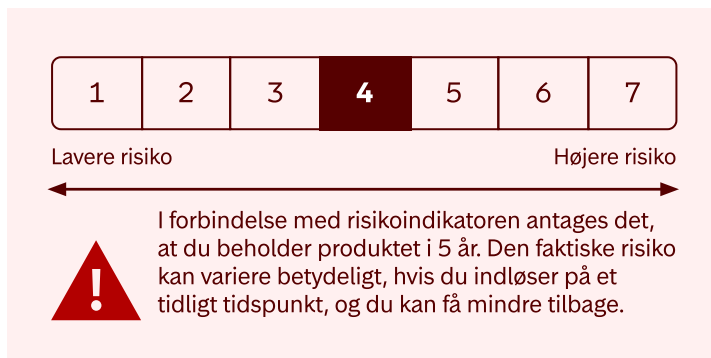 1 2 3 4 5 6 7
Lavere risiko Højere risiko
I forbindelse med risikoindikatoren antages det,
at du beholder produktet i 5 år. Den faktiske risiko
kan variere betydeligt, hvis du indløser på et
tidligt tidspunkt, og du kan få mindre tilbage.
!